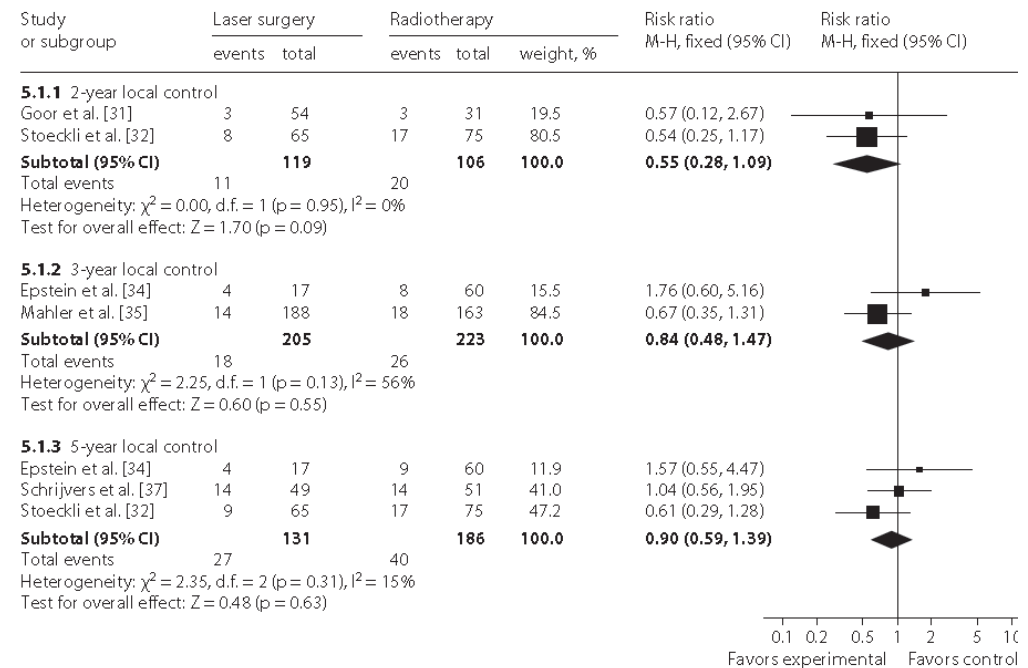 Study Laser surgery Radiotherapy Risk ratio Risk ratio
or subgroup events total events total weight, % M-H, fixed (95% CI) M-H, fixed (95% CI)
5.1.1 2-year local control
Goor et al. [31] 3 54 3 31 19.5 0.57 (0.12, 2.67)
Stoeckli et al. [32] 8 65 17 75 80.5 0.54 (0.25, 1.17)
Subtotal (95% CI) 119 106 100.0 0.55 (0.28, 1.09)
Total events 11 20
Heterogeneity: χ² = 0.00, d.f. = 1 (p = 0.95), I² = 0%
Test for overall effect: Z = 1.70 (p = 0.09)
5.1.2 3-year local control
Epstein et al. [34] 4 17 8 60 15.5 1.76 (0.60, 5.16)
Mahler et al. [35] 14 188 18 163 84.5 0.67 (0.35, 1.31)
Subtotal (95% CI) 205 223 100.0 0.84 (0.48, 1.47)
Total events 18 26
Heterogeneity: χ² = 2.25, d.f. = 1 (p = 0.13), I² = 56%
Test for overall effect: Z = 0.60 (p = 0.55)
5.1.3 5-year local control
Epstein et al. [34] 4 17 9 60 11.9 1.57 (0.55, 4.47)
Schrijvers et al. [37] 14 49 14 51 41.0 1.04 (0.56, 1.95)
Stoeckli et al. [32] 9 65 17 75 47.2 0.61 (0.29, 1.28)
Subtotal (95% CI) 131 186 100.0 0.90 (0.59, 1.39)
Total events 27 40
Heterogeneity: χ² = 2.35, d.f. = 2 (p = 0.31), I² = 15%
Test for overall effect: Z = 0.48 (p = 0.63)
0.1 0.2 0.5 1 2 5 10
Favors experimental Favors control